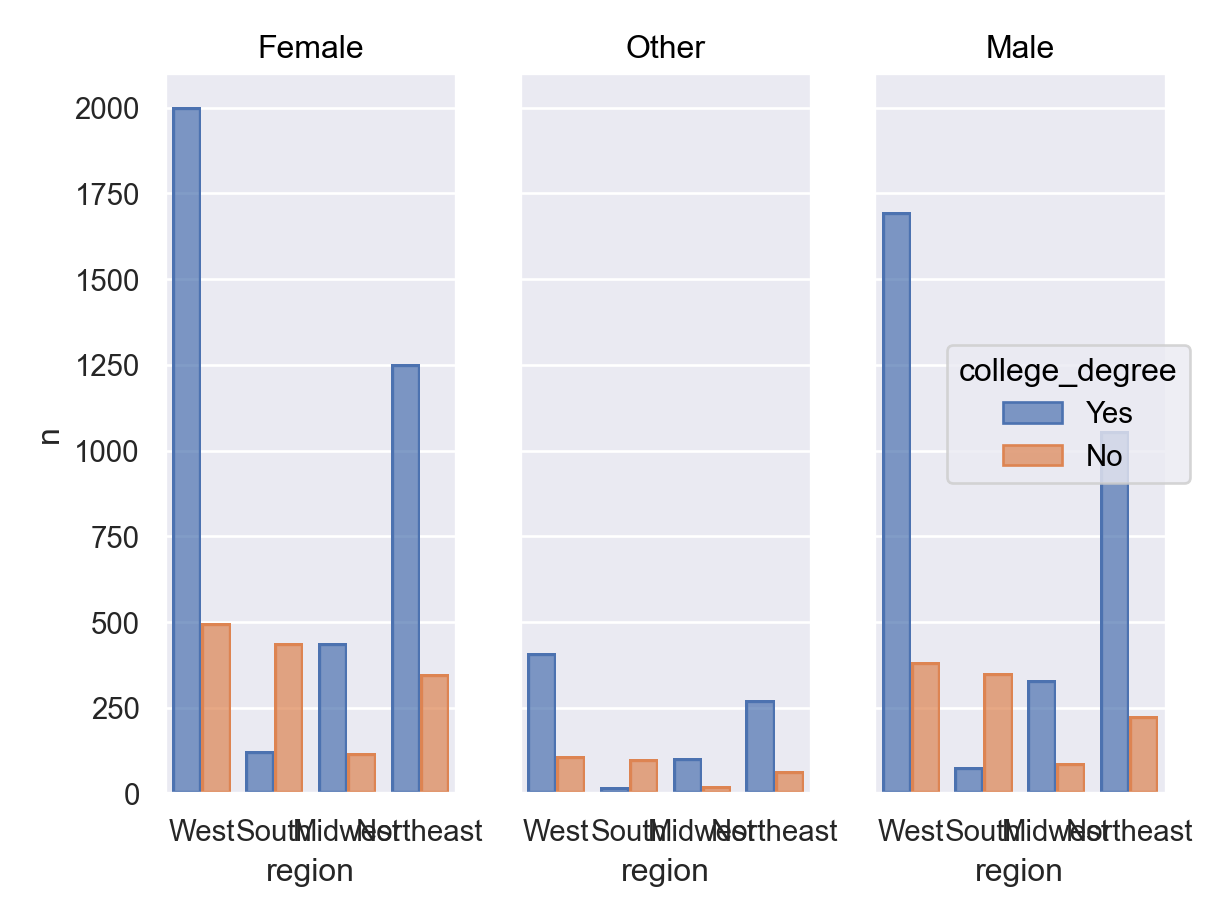 Female Other Male
2000
1750
1500
1250
1000
750
500
250
0
n
college_degree
Yes
No
West South Midwest Northeast West South Midwest Northeast West South Midwest Northeast
region region region